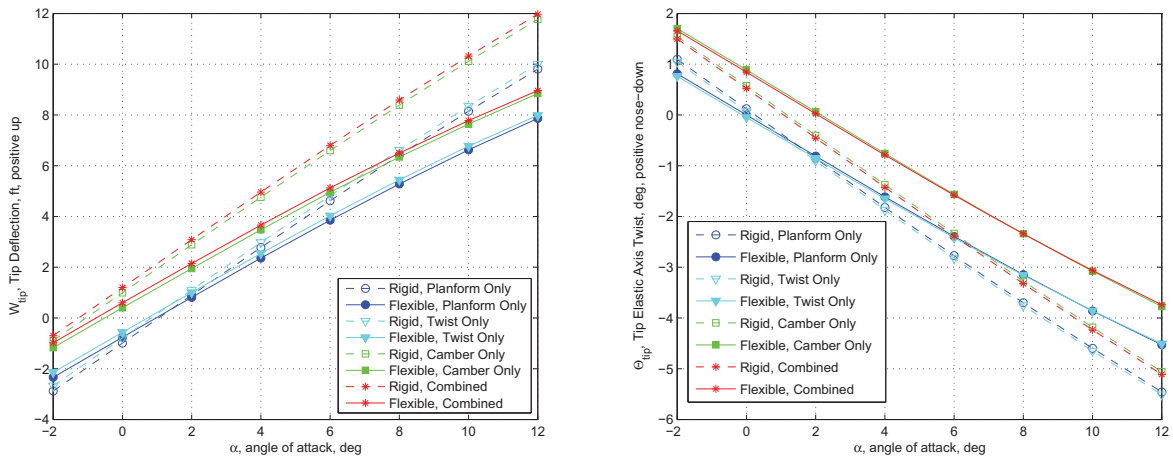 12
10
8
6
4
2
0
−2
−4
W_tip, Tip Deflection, ft, positive up
Rigid, Planform Only
Flexible, Planform Only
Rigid, Twist Only
Flexible, Twist Only
Rigid, Camber Only
Flexible, Camber Only
Rigid, Combined
Flexible, Combined
−2 0 2 4 6 8 10 12
α, angle of attack, deg
2
1
0
−1
−2
−3
−4
−5
−6
Θ_tip, Tip Elastic Axis Twist, deg, positive nose−down
Rigid, Planform Only
Flexible, Planform Only
Rigid, Twist Only
Flexible, Twist Only
Rigid, Camber Only
Flexible, Camber Only
Rigid, Combined
Flexible, Combined
−2 0 2 4 6 8 10 12
α, angle of attack, deg